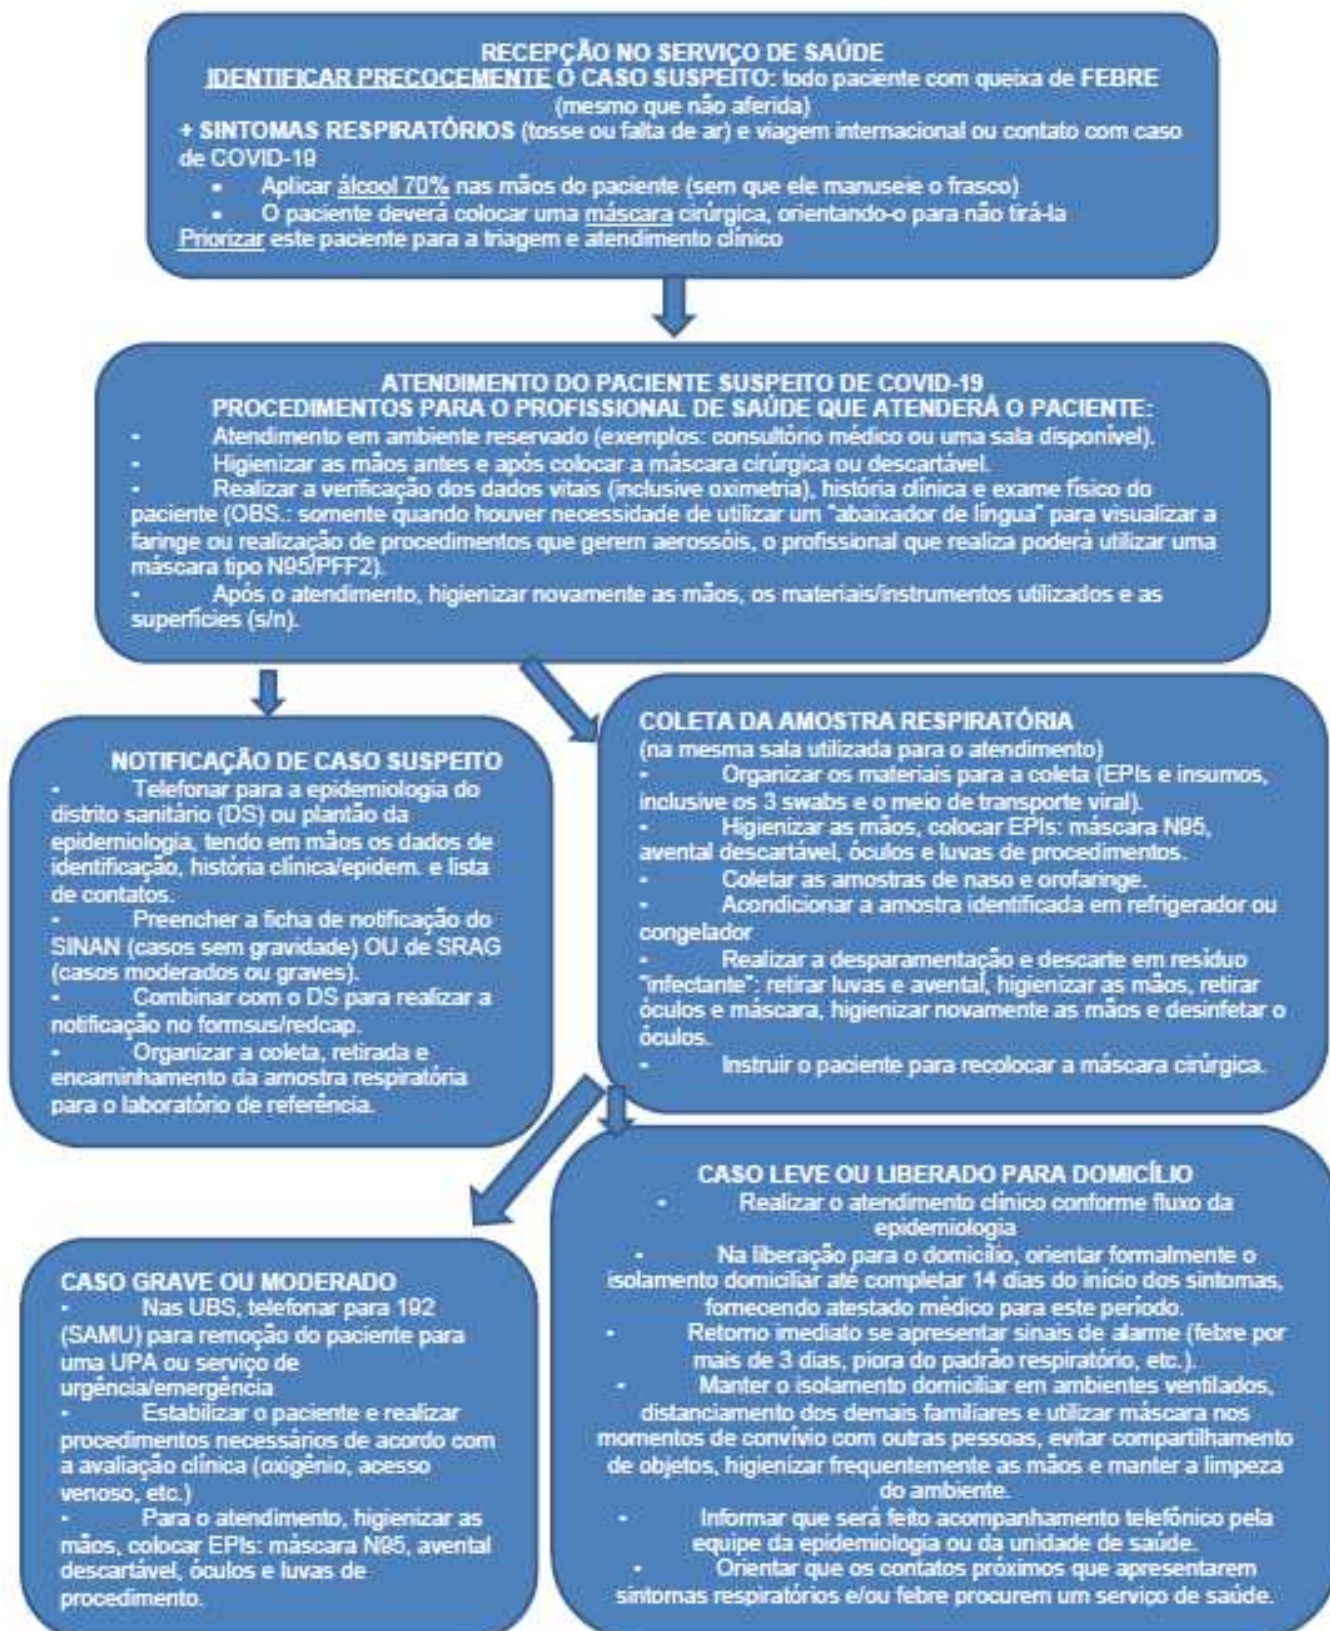 RECEPÇÃO NO SERVIÇO DE SAÚDE
IDENTIFICAR PRECOCEMENTE O CASO SUSPEITO: todo paciente com queixa de FEBRE
(mesmo que não aferida)
+ SINTOMAS RESPIRATÓRIOS (tosse ou falta de ar) e viagem internacional ou contato com caso
de COVID-19
• Aplicar álcool 70% nas mãos do paciente (sem que ele manuseie o frasco)
• O paciente deverá colocar uma máscara cirúrgica, orientando-o para não tirá-la
Priorizar este paciente para a triagem e atendimento clínico
ATENDIMENTO DO PACIENTE SUSPEITO DE COVID-19
PROCEDIMENTOS PARA O PROFISSIONAL DE SAÚDE QUE ATENDERÁ O PACIENTE:
- Atendimento em ambiente reservado (exemplos: consultório médico ou uma sala disponível).
- Higienizar as mãos antes e após colocar a máscara cirúrgica ou descartável.
- Realizar a verificação dos dados vitais (inclusive oximetria), história clínica e exame físico do
paciente (OBS.: somente quando houver necessidade de utilizar um "abaixador de língua" para visualizar a
faringe ou realização de procedimentos que gerem aerossóis, o profissional que realiza poderá utilizar uma
máscara tipo N95/PFF2).
- Após o atendimento, higienizar novamente as mãos, os materiais/instrumentos utilizados e as
superfícies (s/n).
NOTIFICAÇÃO DE CASO SUSPEITO
- Telefonar para a epidemiologia do
distrito sanitário (DS) ou plantão da
epidemiologia, tendo em mãos os dados de
identificação, história clínica/epidem. e lista
de contatos.
- Preencher a ficha de notificação do
SINAN (casos sem gravidade) OU de SRAG
(casos moderados ou graves).
- Combinar com o DS para realizar a
notificação no formsus/redcap.
- Organizar a coleta, retirada e
encaminhamento da amostra respiratória
para o laboratório de referência.
COLETA DA AMOSTRA RESPIRATÓRIA
(na mesma sala utilizada para o atendimento)
- Organizar os materiais para a coleta (EPIs e insumos,
inclusive os 3 swabs e o meio de transporte viral).
- Higienizar as mãos, colocar EPIs: máscara N95,
avental descartável, óculos e luvas de procedimentos.
- Coletar as amostras de naso e orofaringe.
- Acondicionar a amostra identificada em refrigerador ou
congelador
- Realizar a desparamentação e descarte em resíduo
"infectante": retirar luvas e avental, higienizar as mãos, retirar
óculos e máscara, higienizar novamente as mãos e desinfetar o
óculos.
- Instruir o paciente para recolocar a máscara cirúrgica.
CASO GRAVE OU MODERADO
- Nas UBS, telefonar para 192
(SAMU) para remoção do paciente para
uma UPA ou serviço de
urgência/emergência
- Estabilizar o paciente e realizar
procedimentos necessários de acordo com
a avaliação clínica (oxigênio, acesso
venoso, etc.)
- Para o atendimento, higienizar as
mãos, colocar EPIs: máscara N95, avental
descartável, óculos e luvas de
procedimento.
CASO LEVE OU LIBERADO PARA DOMICÍLIO
- Realizar o atendimento clínico conforme fluxo da
epidemiologia
- Na liberação para o domicílio, orientar formalmente o
isolamento domiciliar até completar 14 dias do início dos sintomas,
fornecendo atestado médico para este período.
- Retorno imediato se apresentar sinais de alarme (febre por
mais de 3 dias, piora do padrão respiratório, etc.).
- Manter o isolamento domiciliar em ambientes ventilados,
distanciamento dos demais familiares e utilizar máscara nos
momentos de convívio com outras pessoas, evitar compartilhamento
de objetos, higienizar frequentemente as mãos e manter a limpeza
do ambiente.
- Informar que será feito acompanhamento telefônico pela
equipe da epidemiologia ou da unidade de saúde.
- Orientar que os contatos próximos que apresentarem
sintomas respiratórios e/ou febre procurem um serviço de saúde.